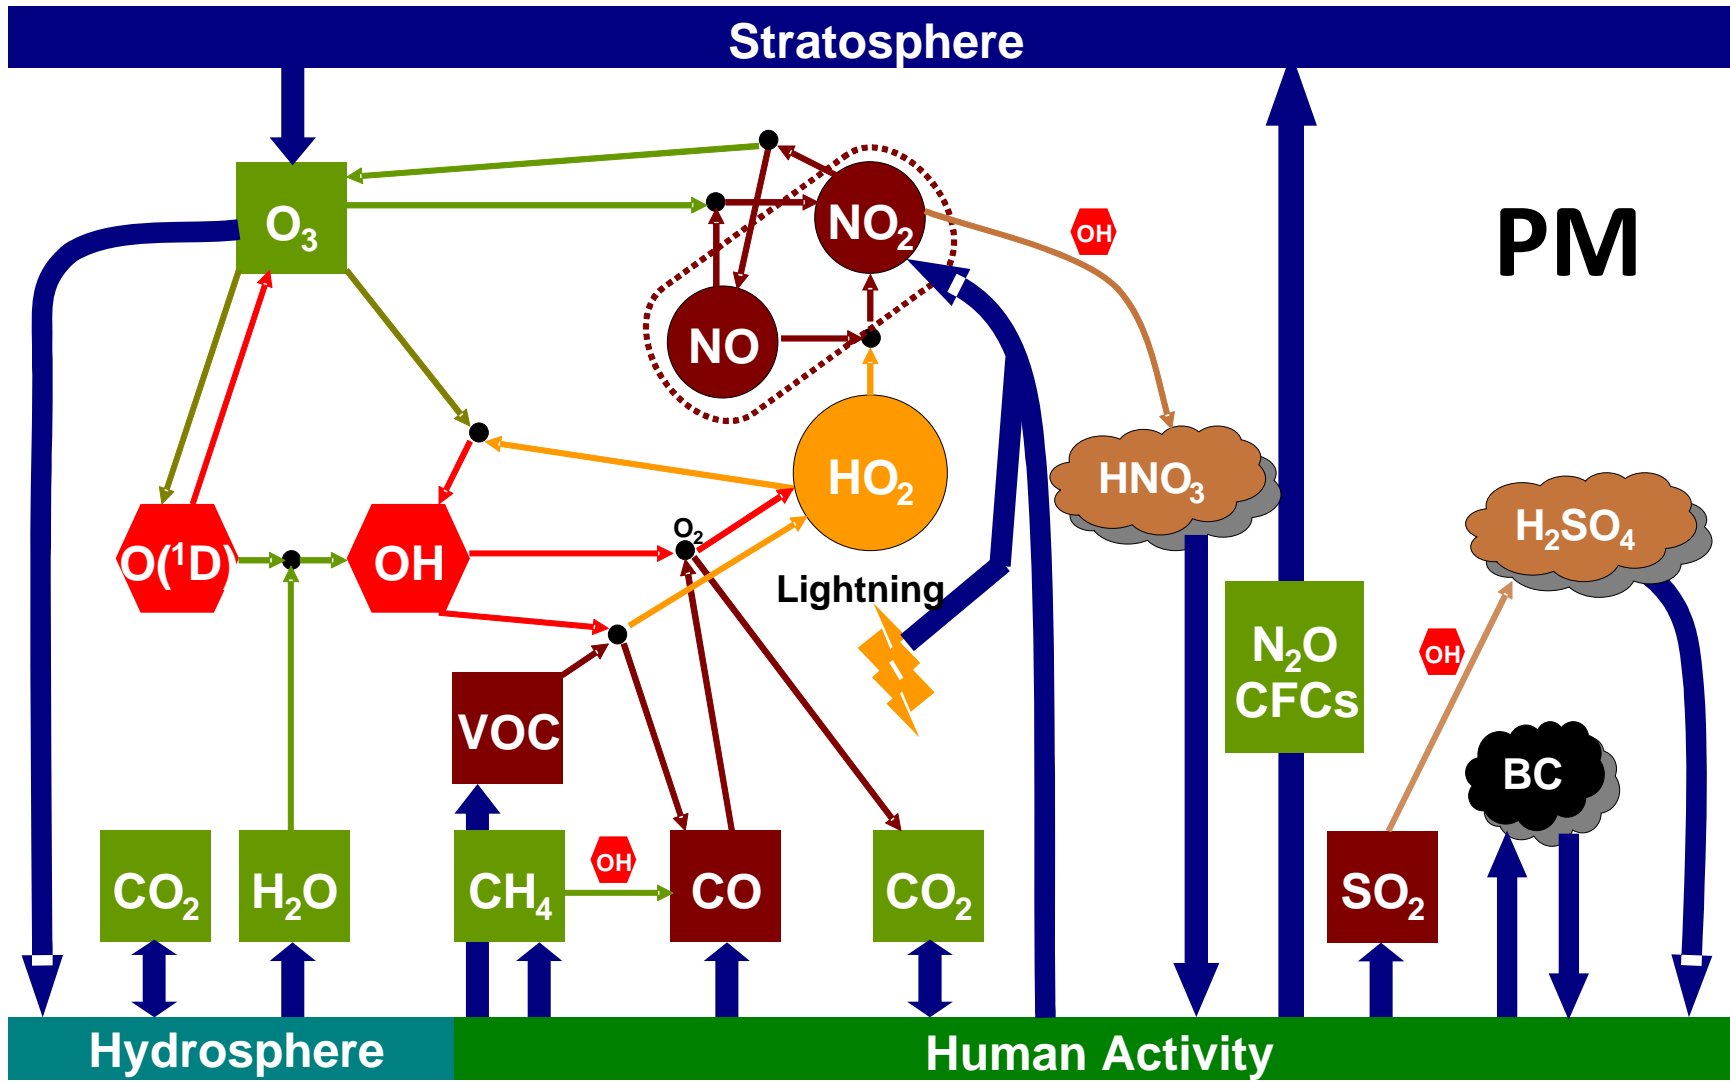 Stratosphere
O₃
NO₂
OH
PM
NO
HO₂
HNO₃
O₂
O(¹D)
OH
H₂SO₄
Lightning
N₂O
CFCs
OH
VOC
BC
CO₂
H₂O
CH₄
OH
CO
CO₂
SO₂
Hydrosphere
Human Activity